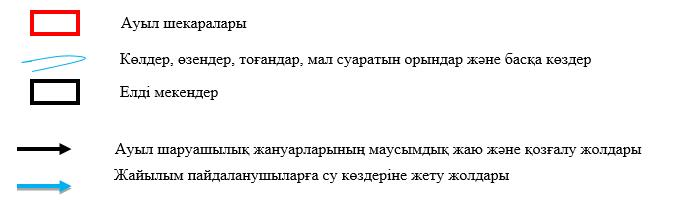 Ауыл шекаралары
Көлдер, өзендер, тоғандар, мал суаратын орындар және басқа көздер
Елді мекендер
Ауыл шаруашылық жануарларының маусымдық жаю және қозғалу жолдары
Жайылым пайдаланушыларға су көздеріне жету жолдары